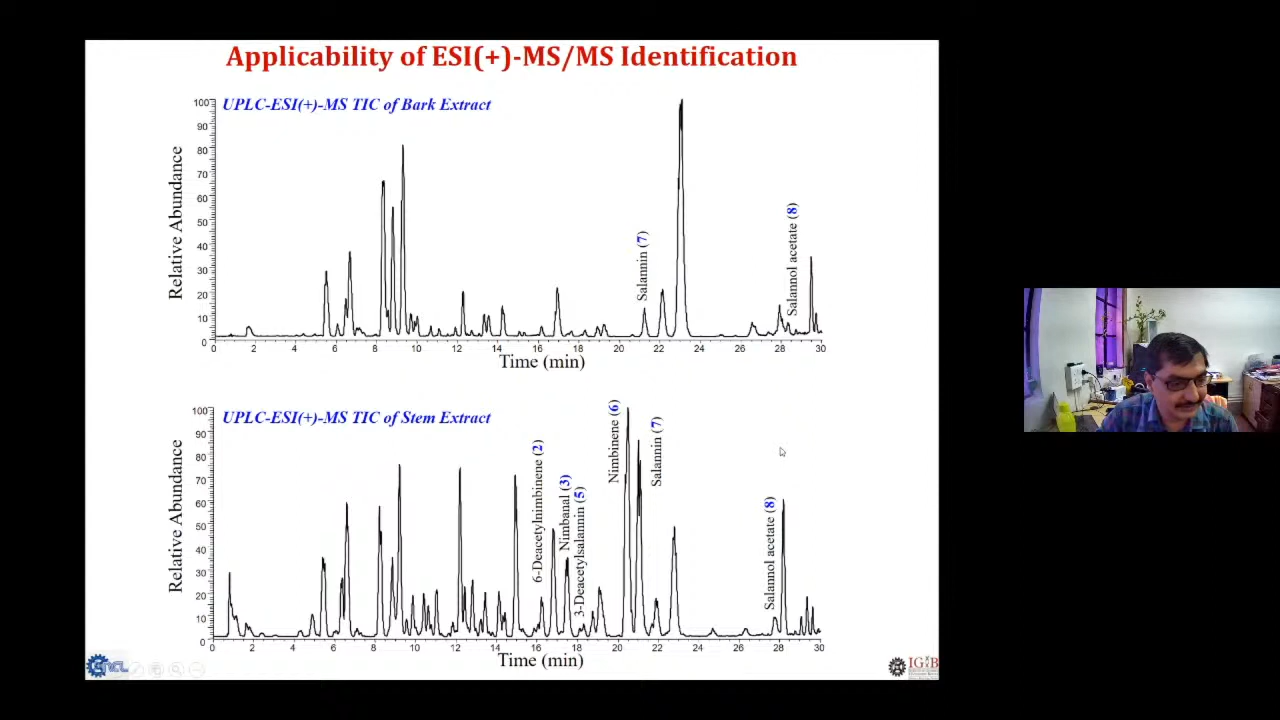 Applicability of ESI(+)-MS/MS Identification
UPLC-ESI(+)-MS TIC of Bark Extract
Relative Abundance
100
90
80
70
60
50
40
30
20
10
0
Salannin (7)
Salannol acetate (8)
0 2 4 6 8 10 12 14 16 18 20 22 24 26 28 30
Time (min)
UPLC-ESI(+)-MS TIC of Stem Extract
Relative Abundance
100
90
80
70
60
50
40
30
20
10
0
6-Deacetylnimbinene (2)
Nimbanal (3)
3-Deacetylsalannin (5)
Nimbinene (6)
Salannin (7)
Salannol acetate (8)
0 2 4 6 8 10 12 14 16 18 20 22 24 26 28 30
Time (min)